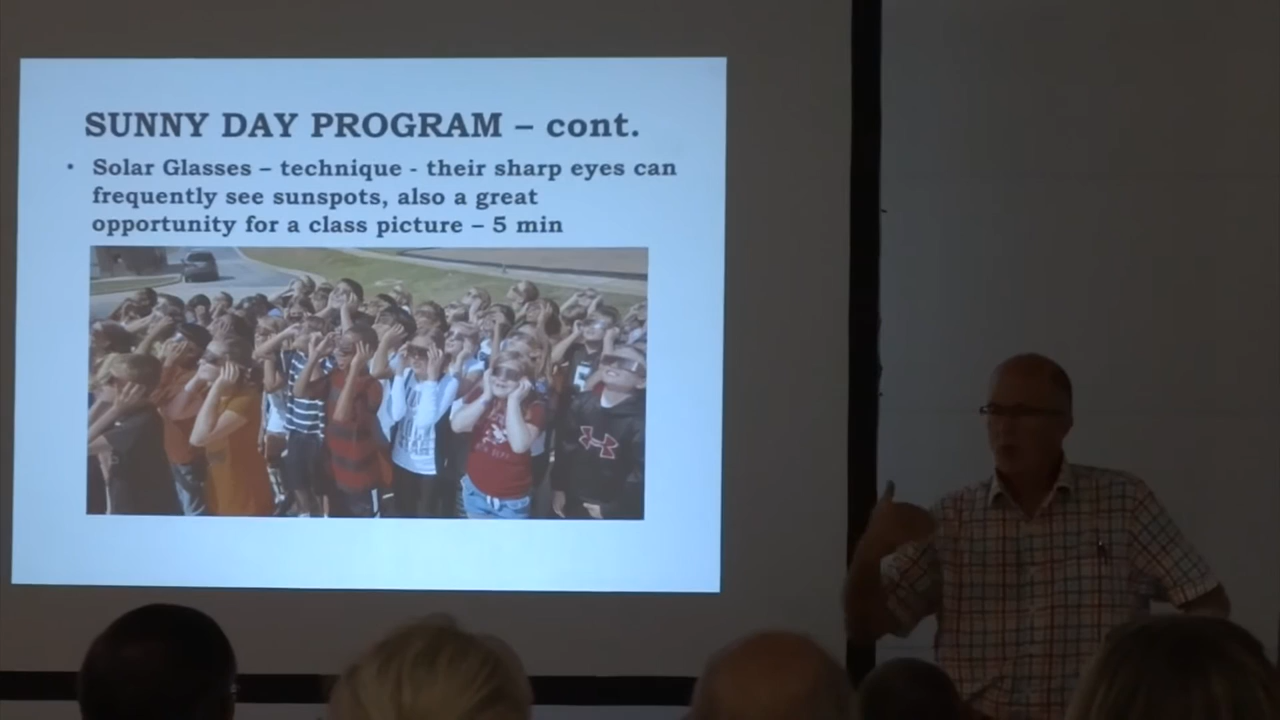 SUNNY DAY PROGRAM – cont.
• Solar Glasses – technique - their sharp eyes can
frequently see sunspots, also a great
opportunity for a class picture – 5 min